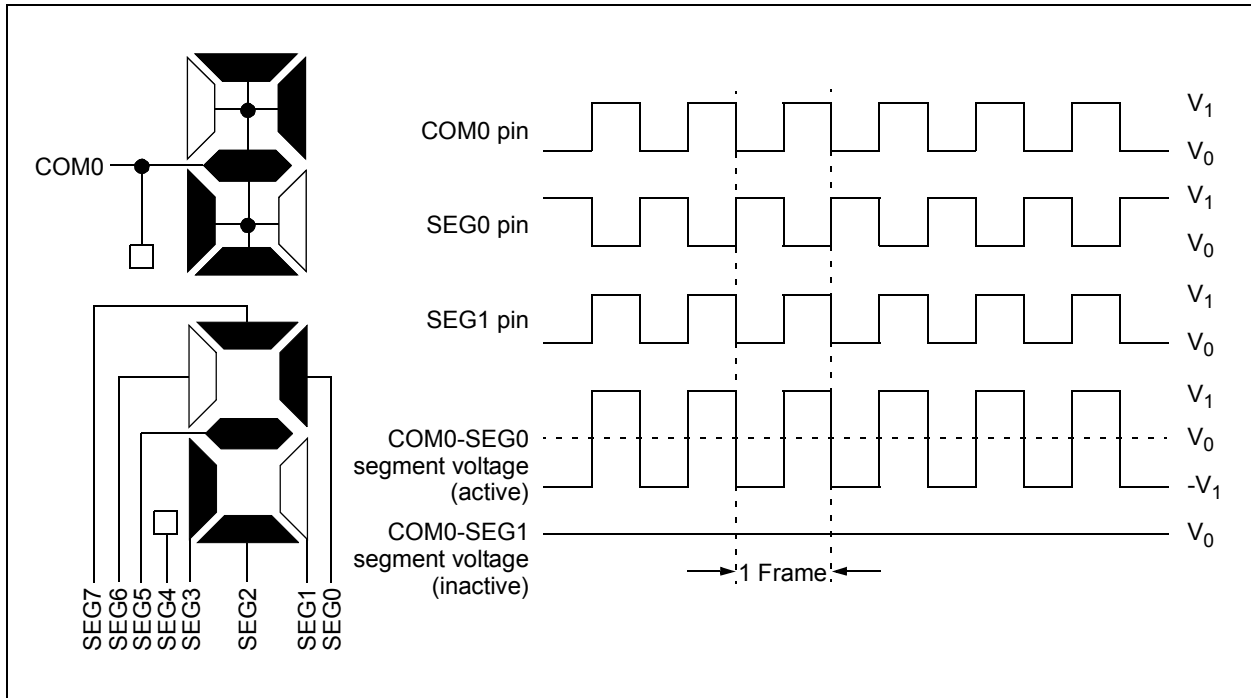 COM0
SEG7
SEG6
SEG5
SEG4
SEG3
SEG2
SEG1
SEG0
COM0 pin
V1
V0
SEG0 pin
V1
V0
SEG1 pin
V1
V0
COM0-SEG0
segment voltage
(active)
V1
V0
-V1
COM0-SEG1
segment voltage
(inactive)
V0
1 Frame